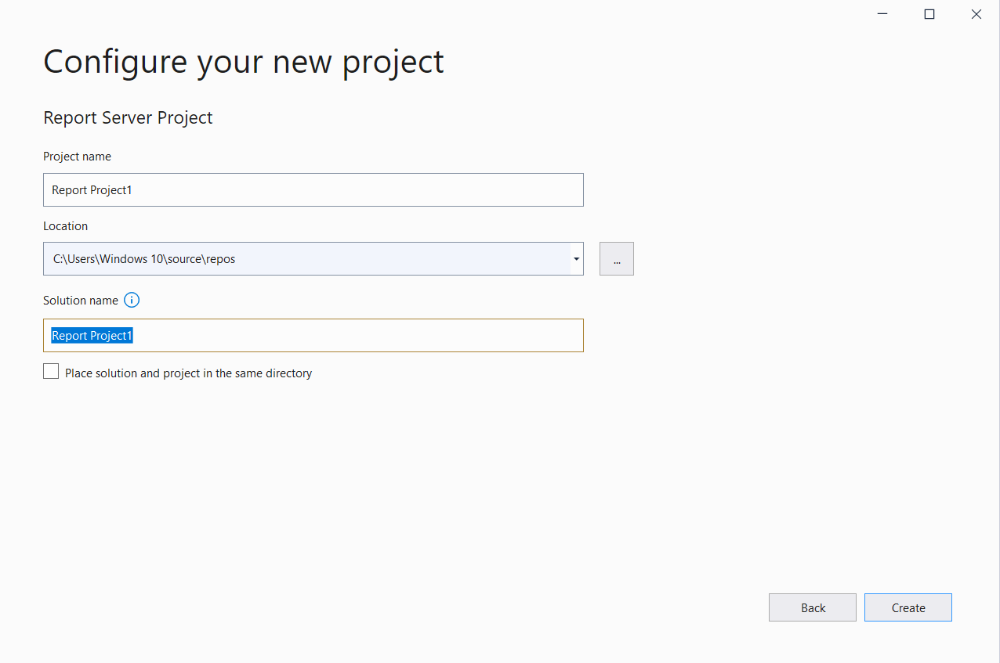 Configure your new project
Report Server Project
Project name
Report Project1
Location
C:\Users\Windows 10\source\repos
...
Solution name
Report Project1
Place solution and project in the same directory
Back
Create